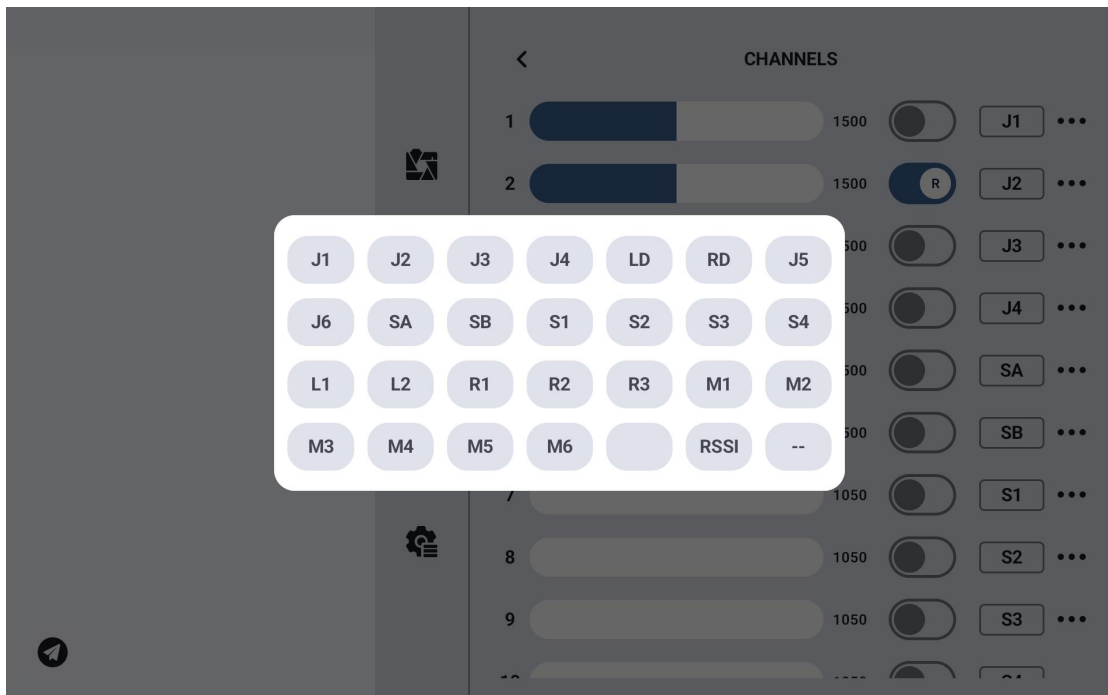 CHANNELS
1 1500 J1
2 1500 R J2
500 J3
J1 J2 J3 J4 LD RD J5
500 J4
J6 SA SB S1 S2 S3 S4
500 SA
L1 L2 R1 R2 R3 M1 M2
500 SB
M3 M4 M5 M6 RSSI --
7 1050 S1
8 1050 S2
9 1050 S3